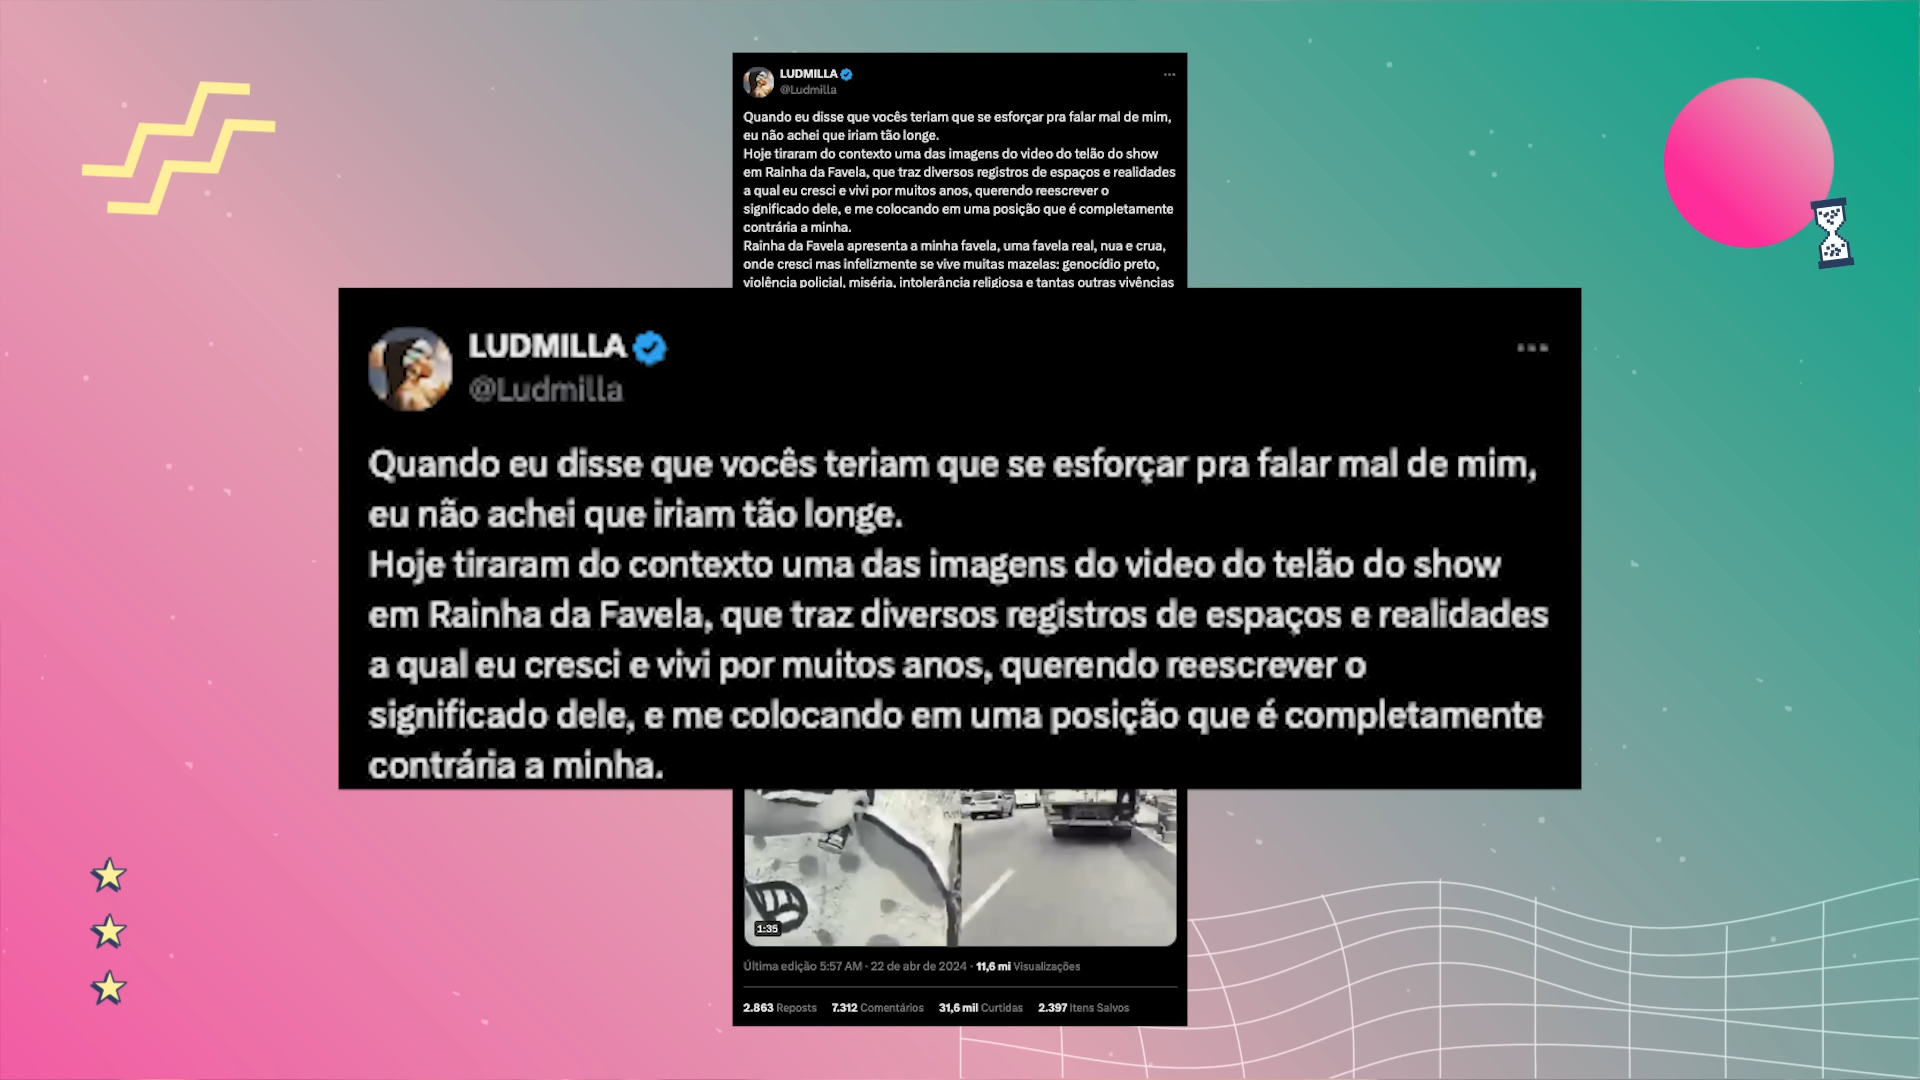 LUDMILLA
@Ludmilla
Quando eu disse que vocês teriam que se esforçar pra falar mal de mim,
eu não achei que iriam tão longe.
Hoje tiraram do contexto uma das imagens do video do telão do show
em Rainha da Favela, que traz diversos registros de espaços e realidades
a qual eu cresci e vivi por muitos anos, querendo reescrever o
significado dele, e me colocando em uma posição que é completamente
contrária a minha.
Rainha da Favela apresenta a minha favela, uma favela real, nua e crua,
onde cresci mas infelizmente se vive muitas mazelas: genocídio preto,
violência policial, miséria, intolerância religiosa e tantas outras vivências
LUDMILLA
@Ludmilla
Quando eu disse que vocês teriam que se esforçar pra falar mal de mim,
eu não achei que iriam tão longe.
Hoje tiraram do contexto uma das imagens do video do telão do show
em Rainha da Favela, que traz diversos registros de espaços e realidades
a qual eu cresci e vivi por muitos anos, querendo reescrever o
significado dele, e me colocando em uma posição que é completamente
contrária a minha.
1:35
Última edição 5:57 AM · 22 de abr de 2024 · 11,6 mi Visualizações
2.863 Reposts 7.312 Comentários 31,6 mil Curtidas 2.397 Itens Salvos